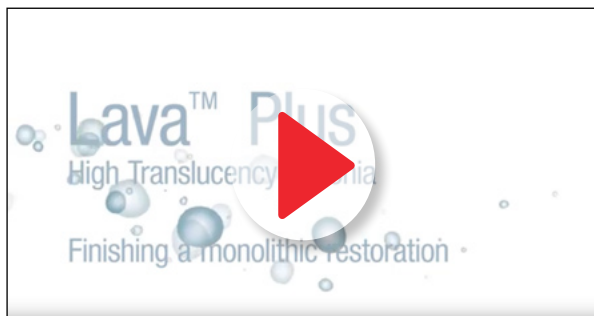 Lava™ Plus
High Translucency
Finishing a monolithic restoration